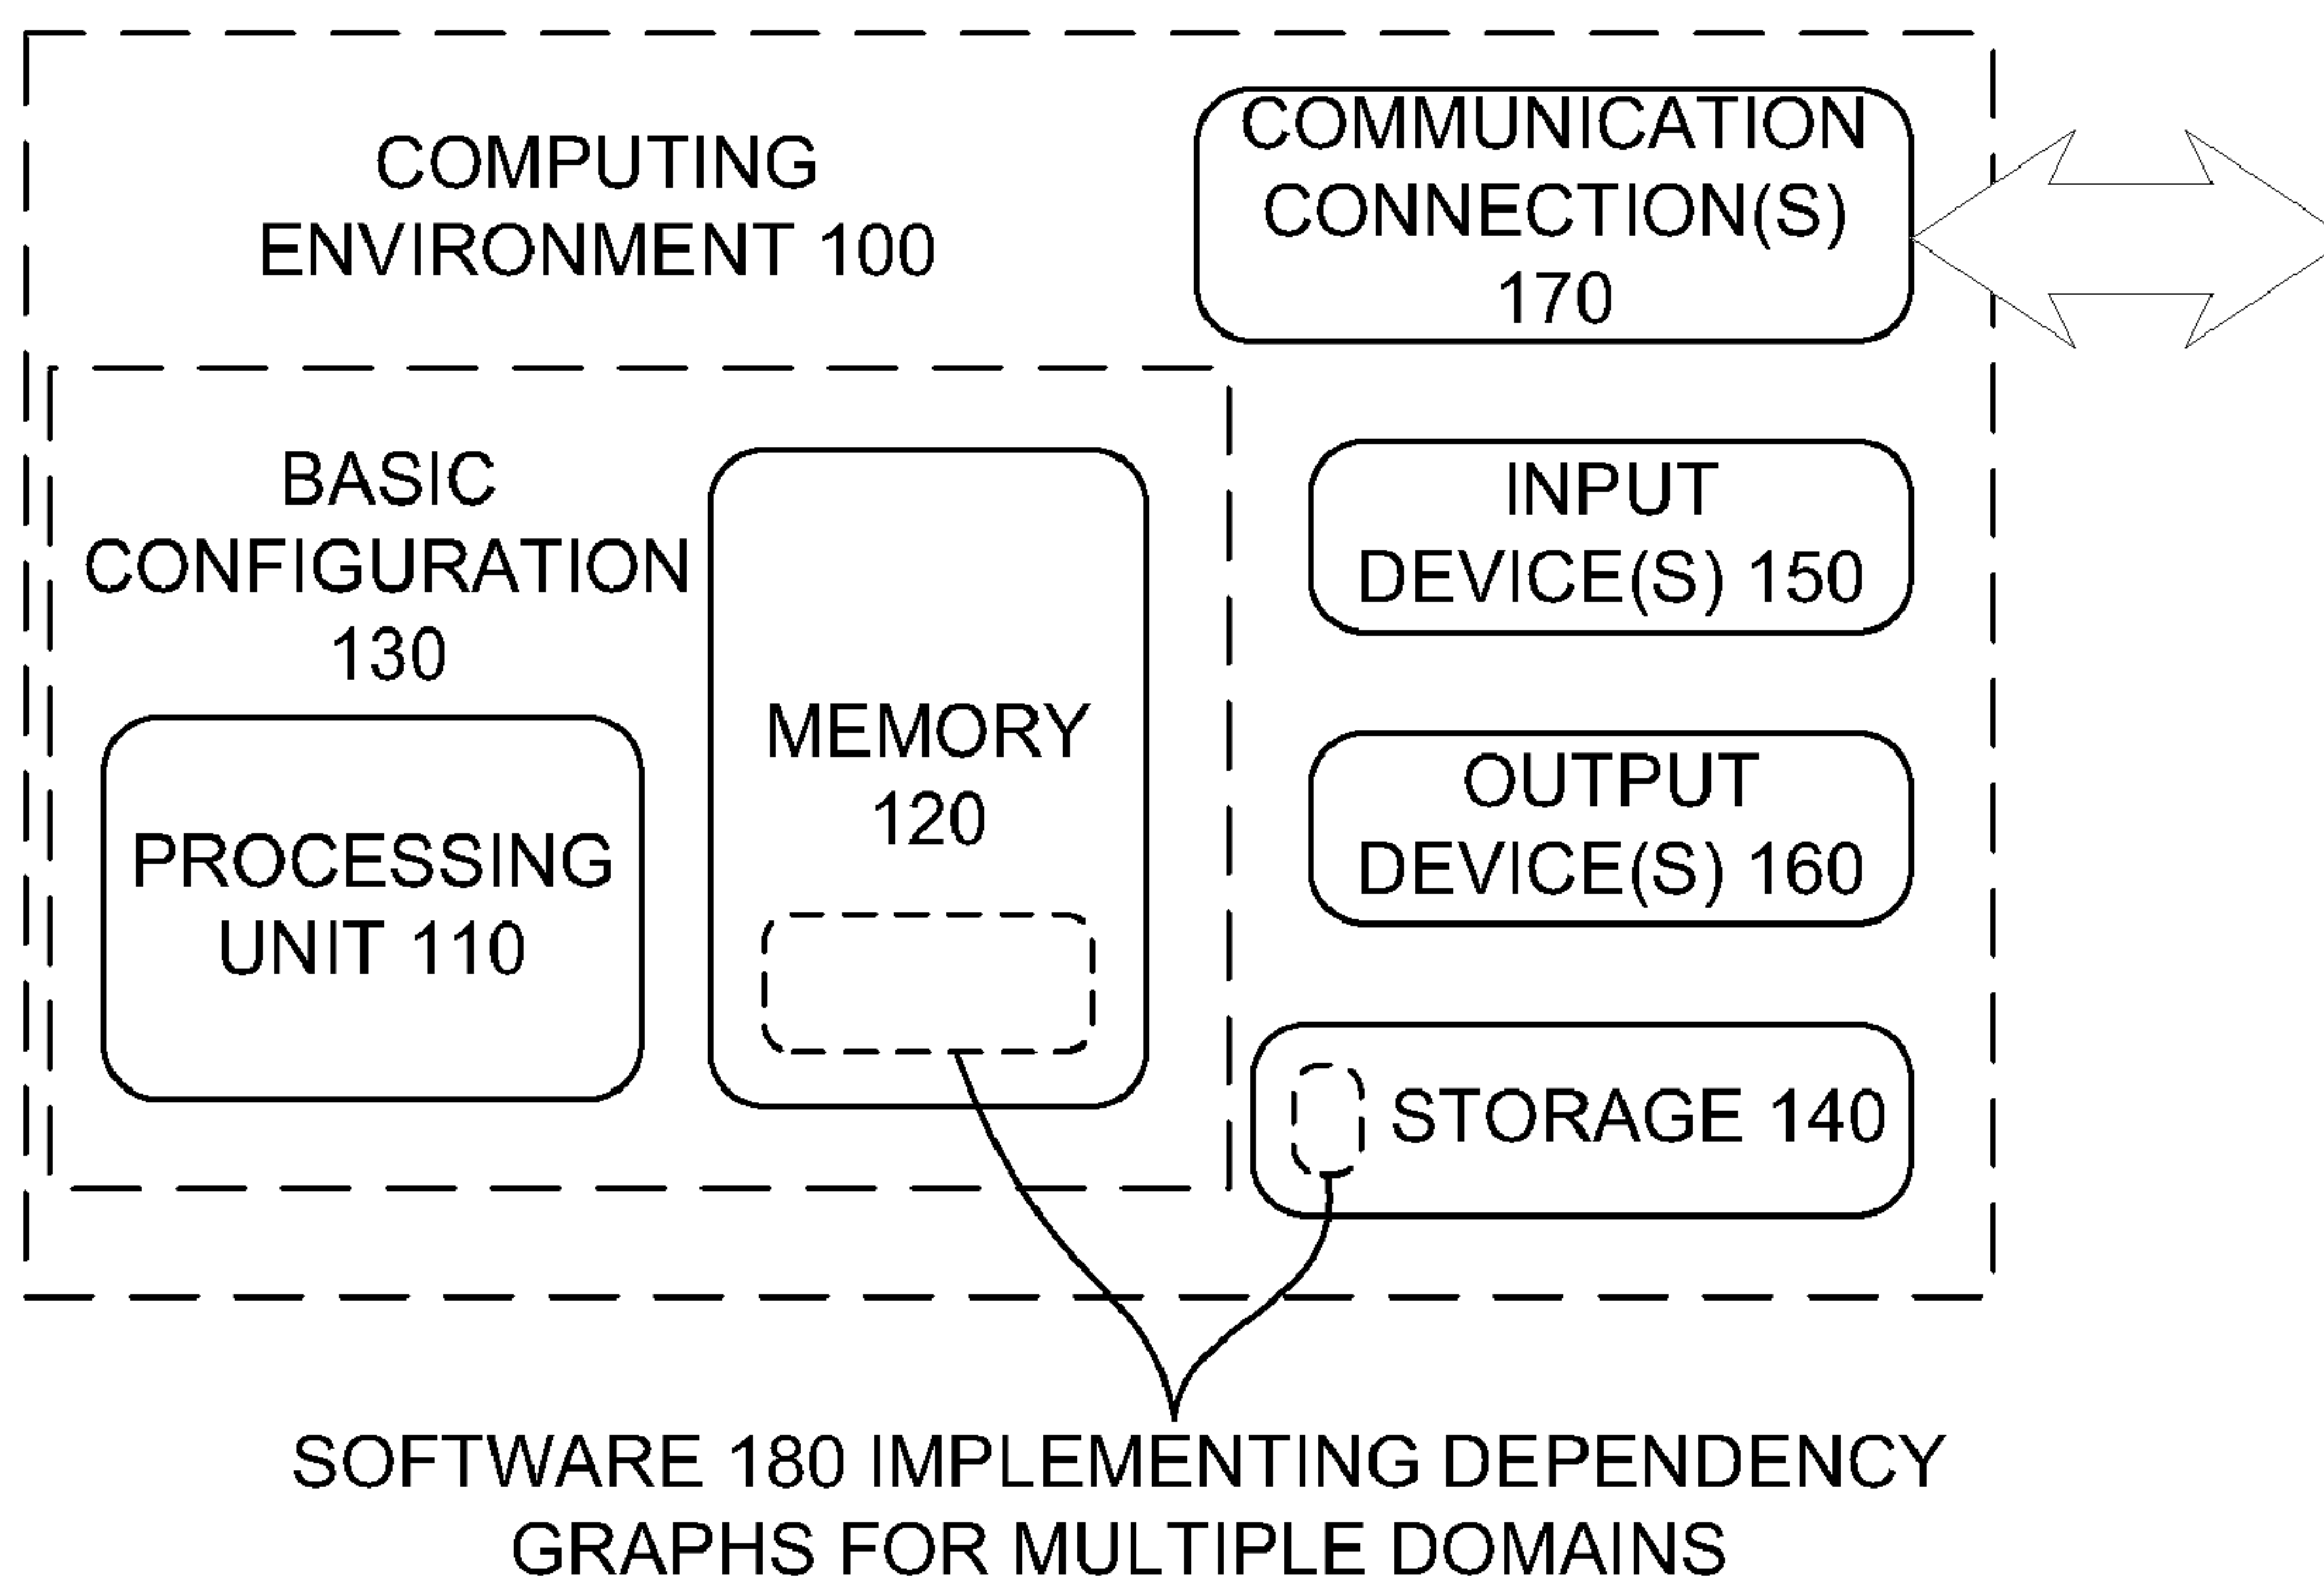 COMPUTING
ENVIRONMENT 100
COMMUNICATION
CONNECTION(S)
170
BASIC
CONFIGURATION
130
PROCESSING
UNIT 110
MEMORY
120
INPUT
DEVICE(S) 150
OUTPUT
DEVICE(S) 160
STORAGE 140
SOFTWARE 180 IMPLEMENTING DEPENDENCY
GRAPHS FOR MULTIPLE DOMAINS